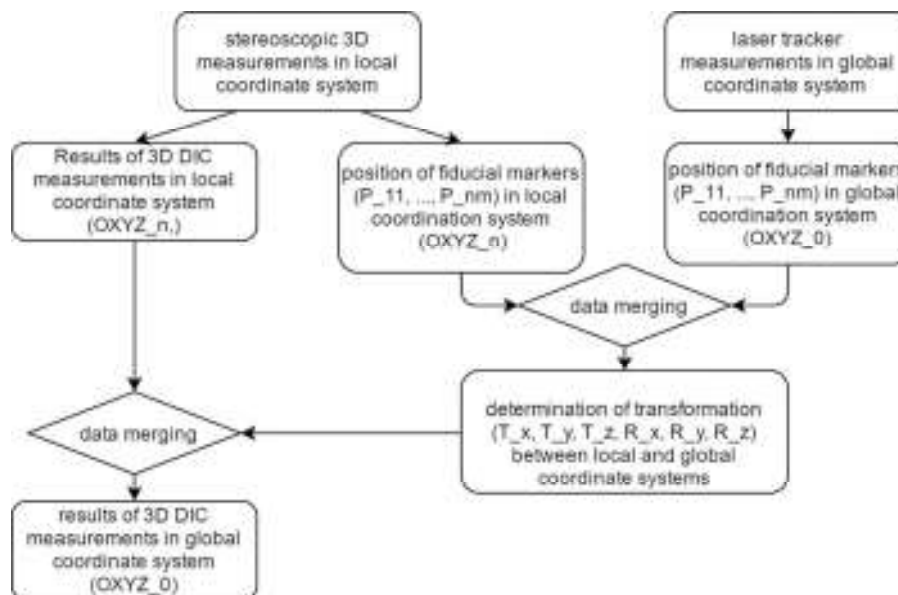 stereoscopic 3D
measurements in local
coordinate system
laser tracker
measurements in global
coordinate system
Results of 3D DIC
measurements in local
coordinate system
(OXYZ_n,)
position of fiducial markers
(P_11, ..., P_nm) in local
coordination system
(OXYZ_n)
position of fiducial markers
(P_11, ..., P_nm) in global
coordination system
(OXYZ_0)
data merging
determination of transformation
(T_x, T_y, T_z, R_x, R_y, R_z)
between local and global
coordinate systems
data merging
results of 3D DIC
measurements in global
coordinate system
(OXYZ_0)